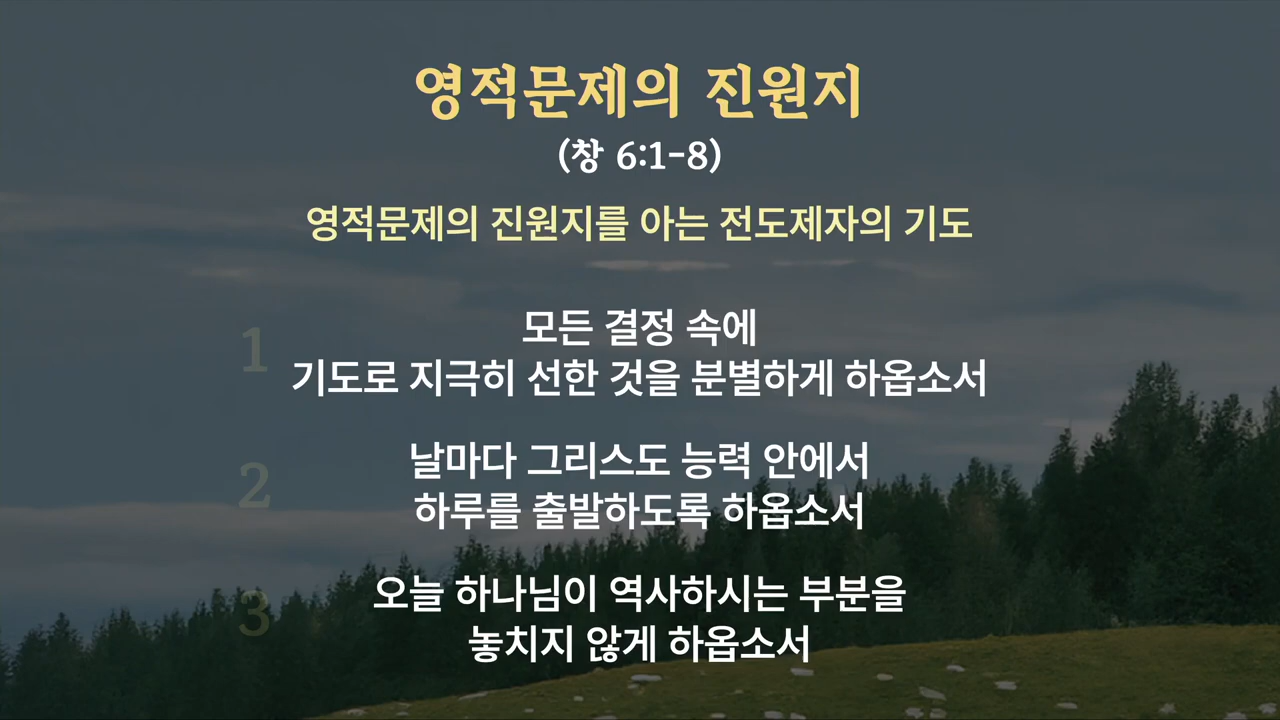 영적문제의 진원지
(창 6:1-8)
영적문제의 진원지를 아는 전도제자의 기도
1
모든 결정 속에
기도로 지극히 선한 것을 분별하게 하옵소서
2
날마다 그리스도 능력 안에서
하루를 출발하도록 하옵소서
3
오늘 하나님이 역사하시는 부분을
놓치지 않게 하옵소서